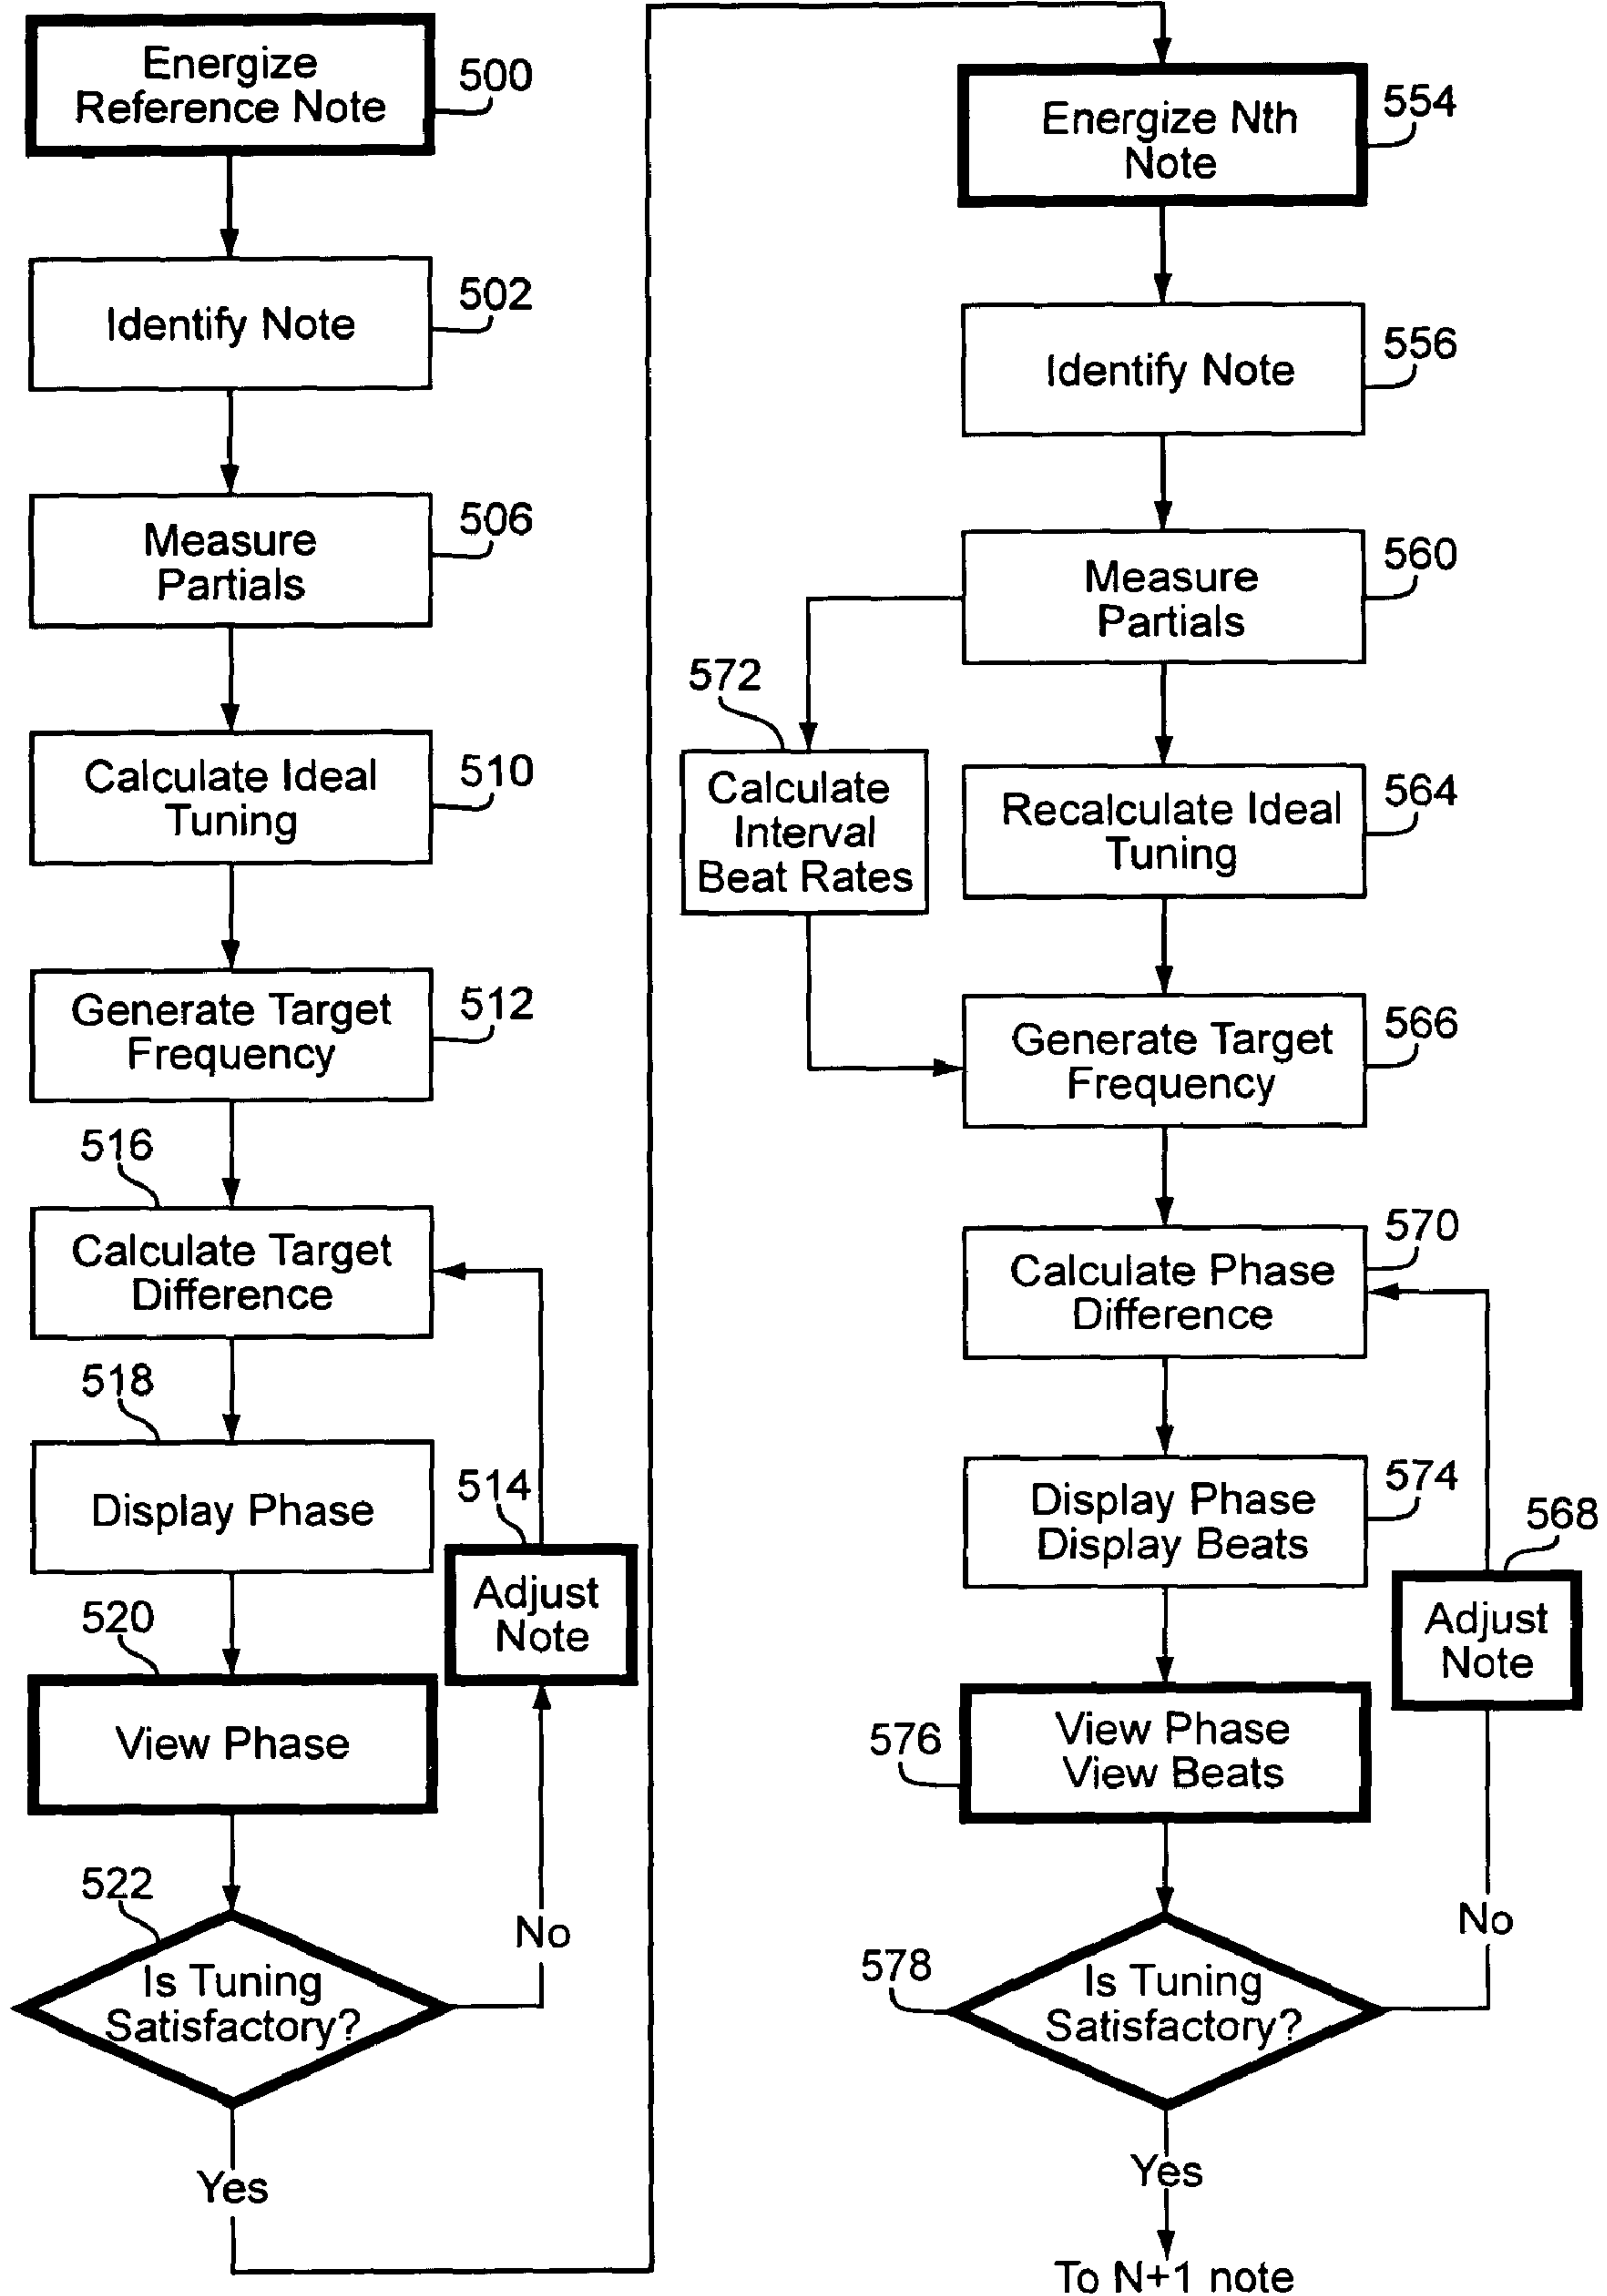 Energize
Reference Note
500
Identify Note
502
Measure
Partials
506
Calculate Ideal
Tuning
510
Generate Target
Frequency
512
516
Calculate Target
Difference
518
Display Phase
514
Adjust
Note
520
View Phase
522
Is Tuning
Satisfactory?
No
Yes
Energize Nth
Note
554
Identify Note
556
Measure
Partials
560
572
Calculate
Interval
Beat Rates
Recalculate Ideal
Tuning
564
Generate Target
Frequency
566
Calculate Phase
Difference
570
Display Phase
Display Beats
574
568
Adjust
Note
View Phase
View Beats
576
578
Is Tuning
Satisfactory?
No
Yes
To N+1 note